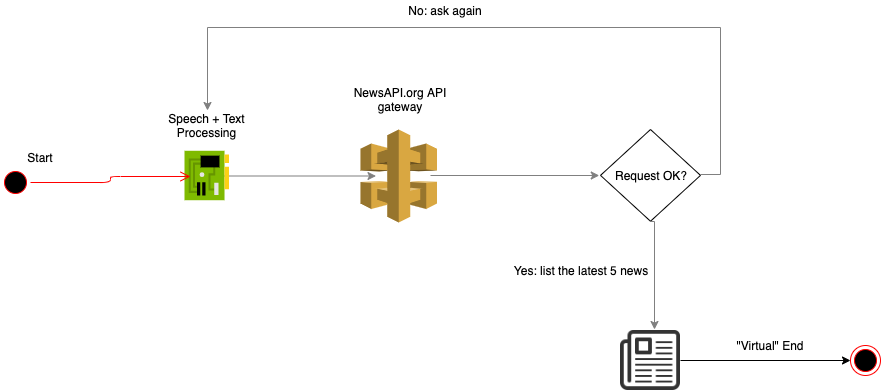 No: ask again
NewsAPI.org API
gateway
Speech + Text
Processing
Start
Request OK?
Yes: list the latest 5 news
"Virtual" End